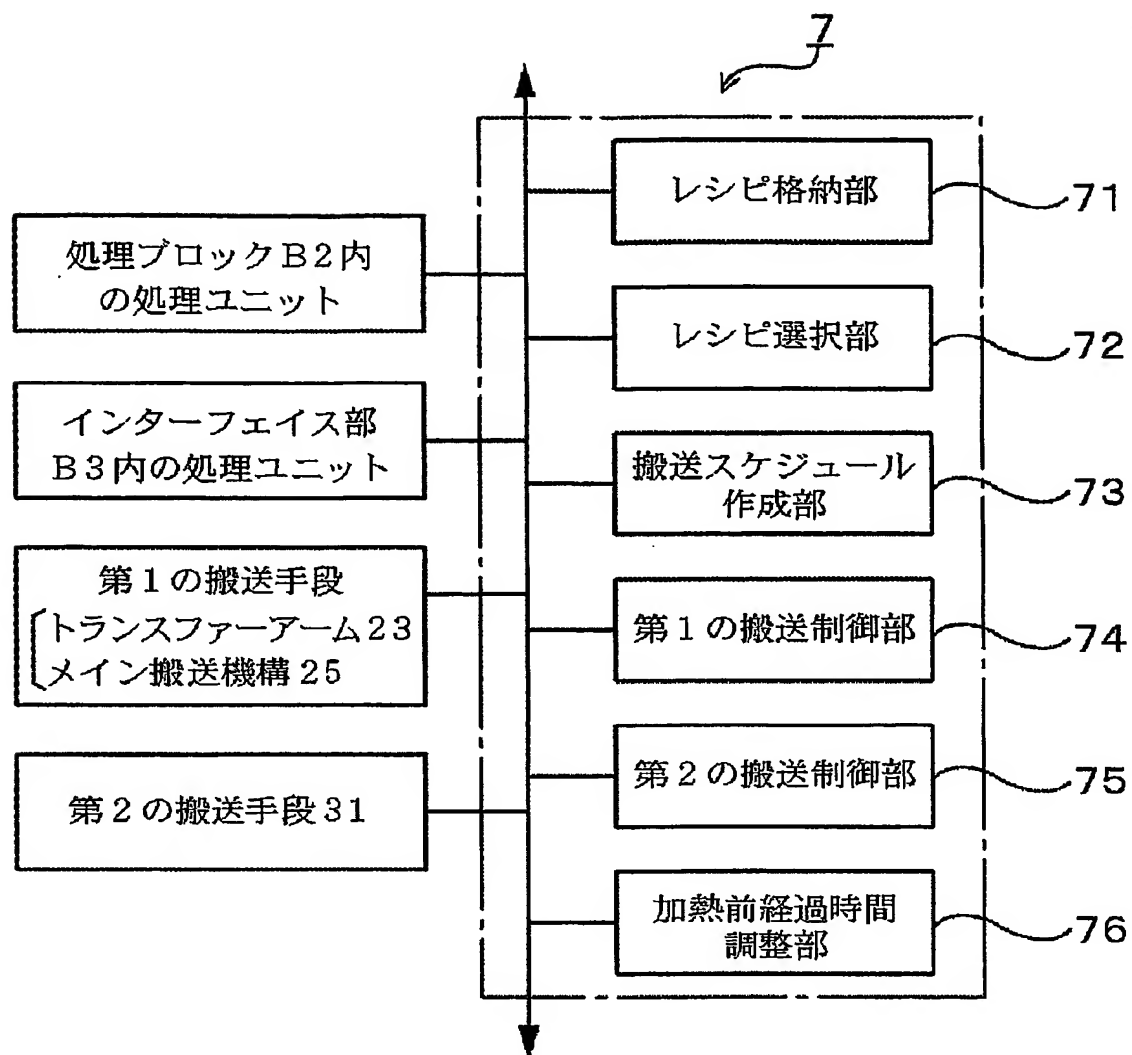 7
レシピ格納部
71
処理ブロックB2内
の処理ユニット
レシピ選択部
72
インターフェイス部
B3内の処理ユニット
搬送スケジュール
作成部
73
第1の搬送手段
トランスファーアーム23
メイン搬送機構25
第1の搬送制御部
74
第2の搬送手段31
第2の搬送制御部
75
加熱前経過時間
調整部
76